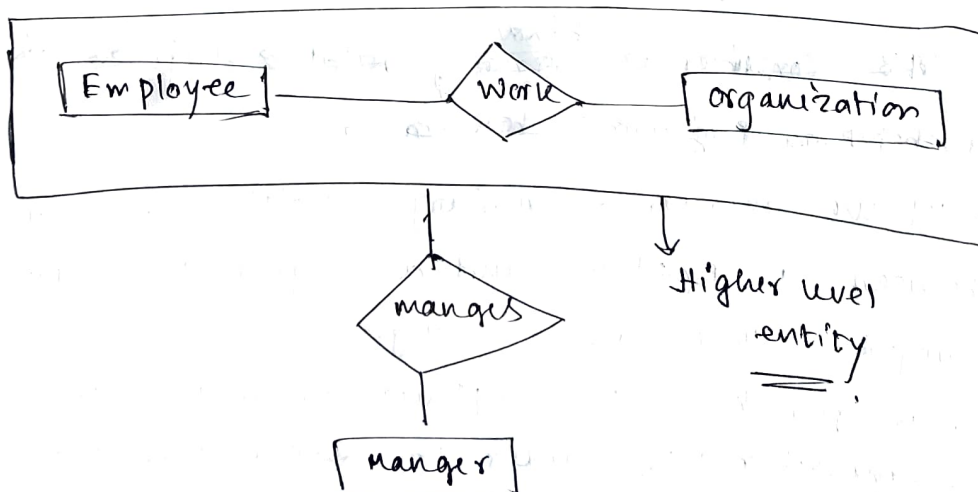 Employee
Work
organization
manges
Higher level
entity
manger